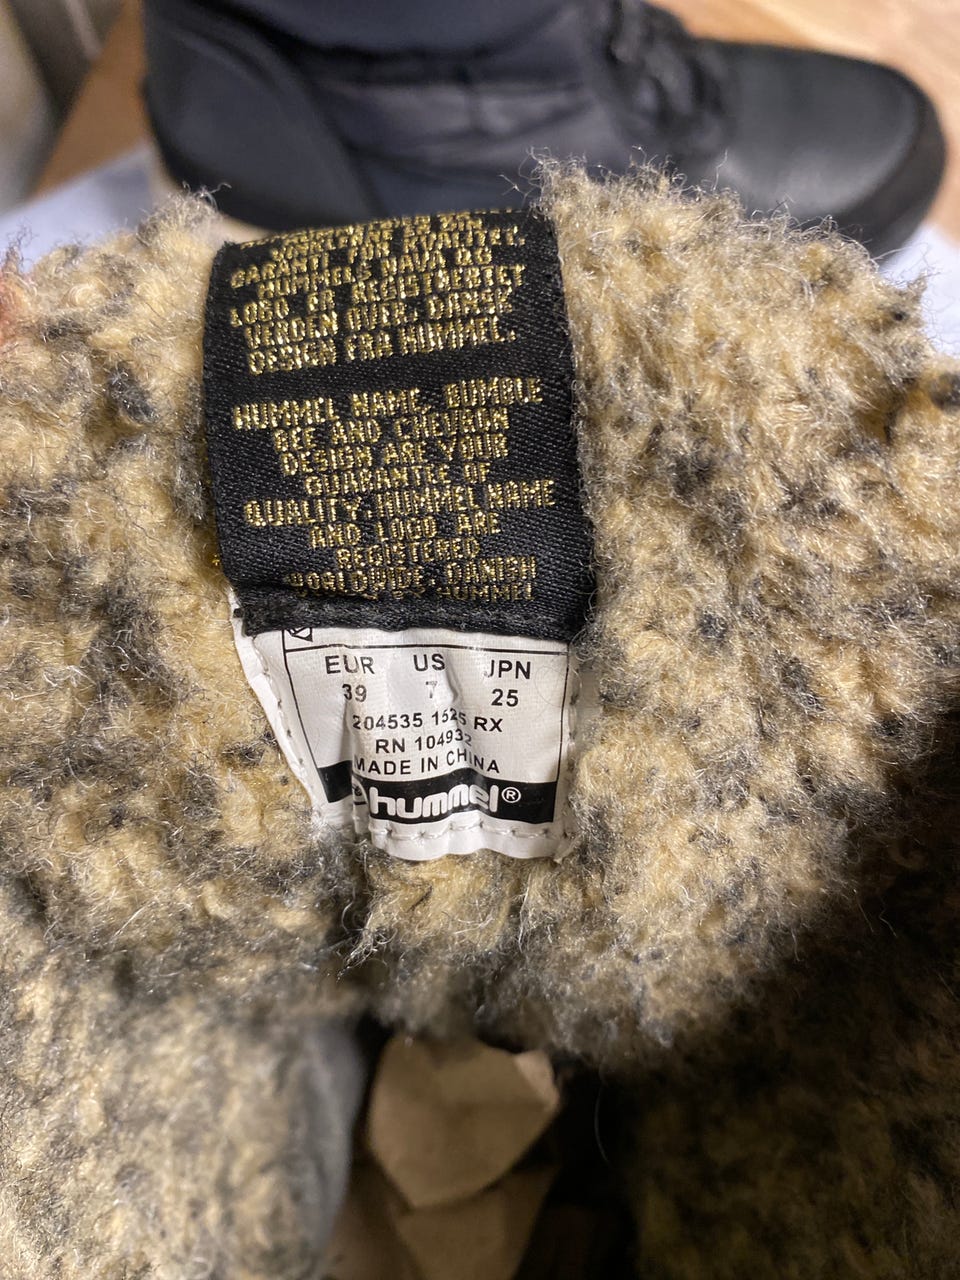 GARANTI FOR KVALITET.
HUMMELS NAVN OG
LOGO ER REGISTRERET
VERDEN OVER. DANSK
DESIGN FRA HUMMEL.
HUMMEL NAME, BUMBLE
BEE AND CHEVRON
DESIGN ARE YOUR
GUARANTIE OF
QUALITY. HUMMEL NAME
AND LOGO ARE
REGISTERED
WORLDWIDE. DANISH
HUMMEL
EUR US JPN
39 7 25
204535 1525 RX
RN 104932
MADE IN CHINA
hummel®